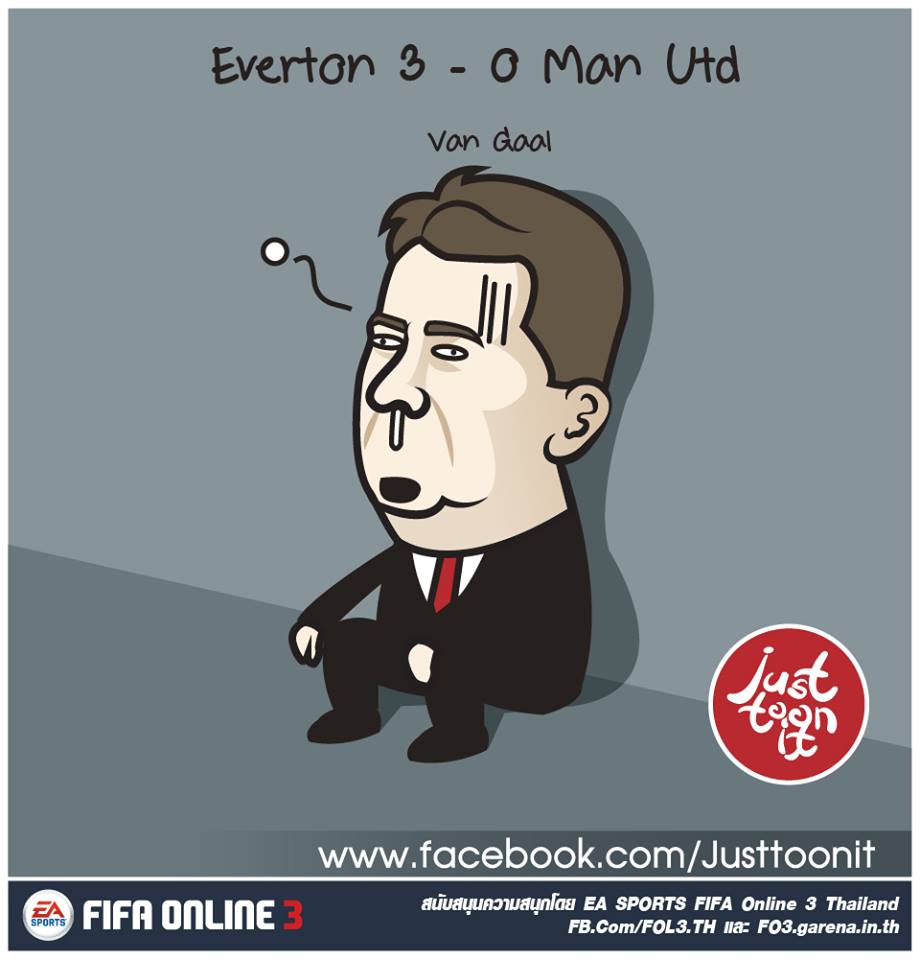 Everton 3 - 0 Man Utd
Van Gaal
just
toon
it
www.facebook.com/Justtoonit
EA
SPORTS
FIFA ONLINE 3
สนับสนุนความสนุกโดย EA SPORTS FIFA Online 3 Thailand
FB.Com/FOL3.TH และ FO3.garena.in.th